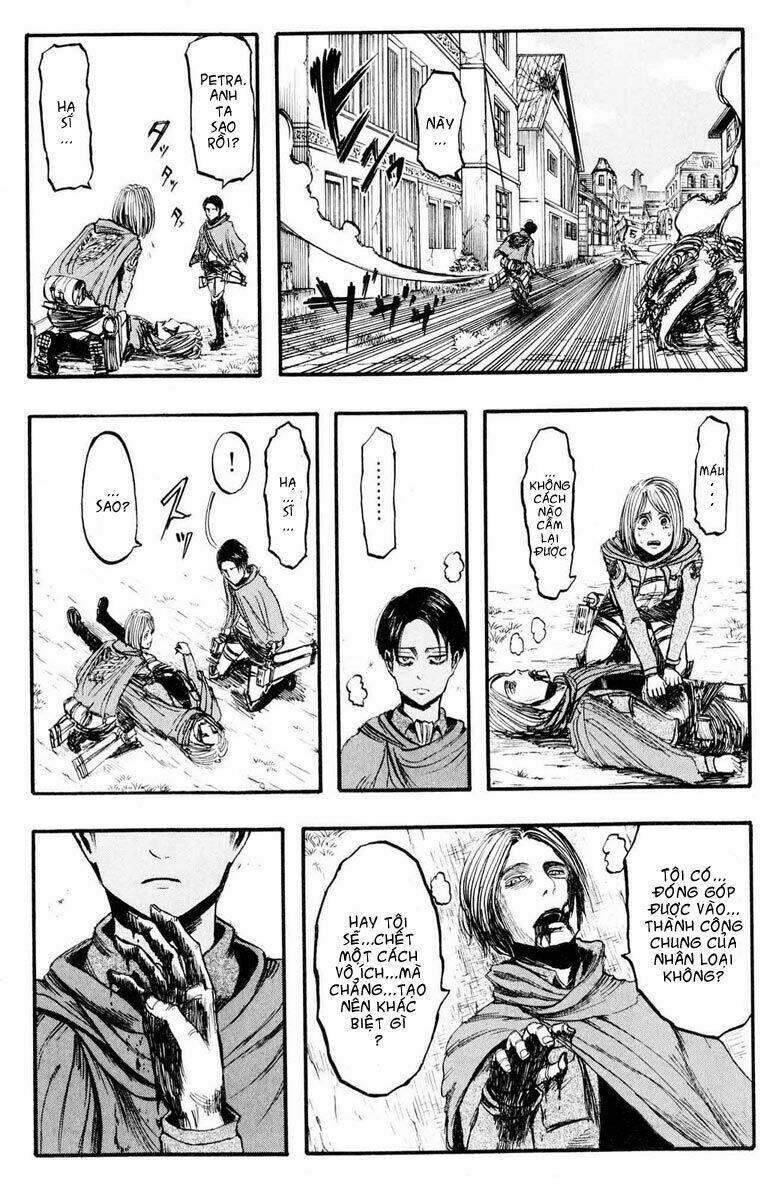 NÀY
...
PETRA.
ANH
TA
SAO
RỒI?
HẠ
SĨ
...
MÁU
...
...
KHÔNG
CÁCH
NÀO
CẦM
LẠI
ĐƯỢC
........
HẠ
...
SĨ
...
!
スッ
...
SAO?
TÔI CÓ...
ĐÓNG GÓP
ĐƯỢC VÀO...
THÀNH CÔNG
CHUNG CỦA
NHÂN LOẠI
KHÔNG?
HAY TÔI
SẼ...CHẾT
MỘT CÁCH
VÔ ÍCH...MÀ
CHẲNG...TẠO
NÊN KHÁC
BIỆT GÌ
?